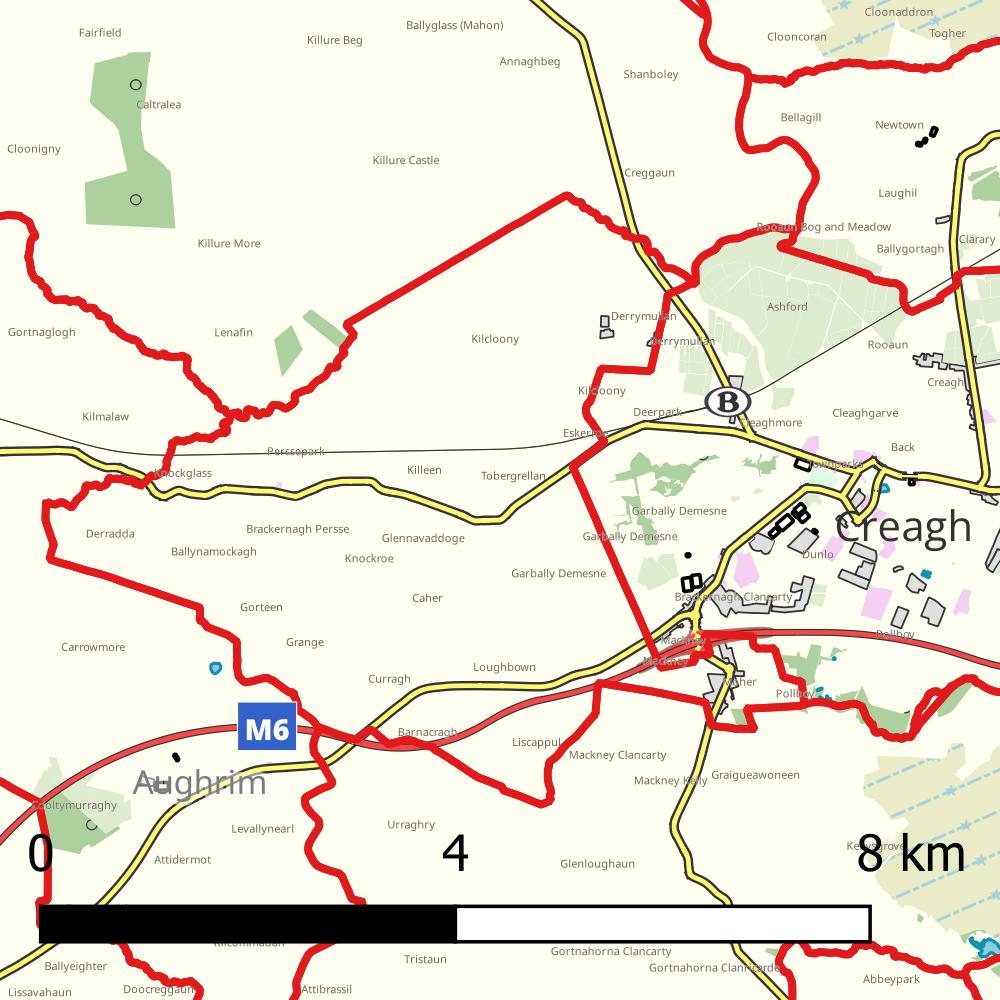 Cloonaddron
Ballyglass (Mahon)
Fairfield
Togher
Killure Beg
Clooncoran
Annaghbeg
Shanboley
Caltralea
Bellagill
Newtown
Cloonigny
Killure Castle
Creggaun
Laughil
Rooaun Bog and Meadow
Clarary
Killure More
Ballygortagh
Ashford
Derrymullan
Gortnaglogh
Lenafin
Kilcloony
Derrymullan
Rooaun
Creagh
Kilcloony
B
Deerpark
Cleaghgarve
Kilmalaw
Cleaghmore
Esker
Back
Perssepark
Townparks
Killeen
Knockglass
Tobergrellan
Garbally Demesne
Creagh
Derradda
Brackernagh Persse
Glennavaddoge
Garbally Demesne
Ballynamockagh
Dunlo
Knockroe
Garbally Demesne
Caher
Brackernagh Clancarty
Gorteen
Pollboy
Grange
Mackney
Carrowmore
Mackney
Loughbown
Curragh
Maher
Pollboy
M6
Barnacragh
Liscappul
Mackney Clancarty
Graigueawoneen
Mackney Kelly
Aughrim
Cooltymurraghy
Urraghry
Levallynearl
Kellysgrove
0 4 8 km
Attidermot
Glenloughaun
Kilcommadan
Gortnahorna Clancarty
Tristaun
Ballyeighter
Gortnahorna Clanricarde
Abbeypark
Lissavahaun
Doocreggaun
Attibrassil